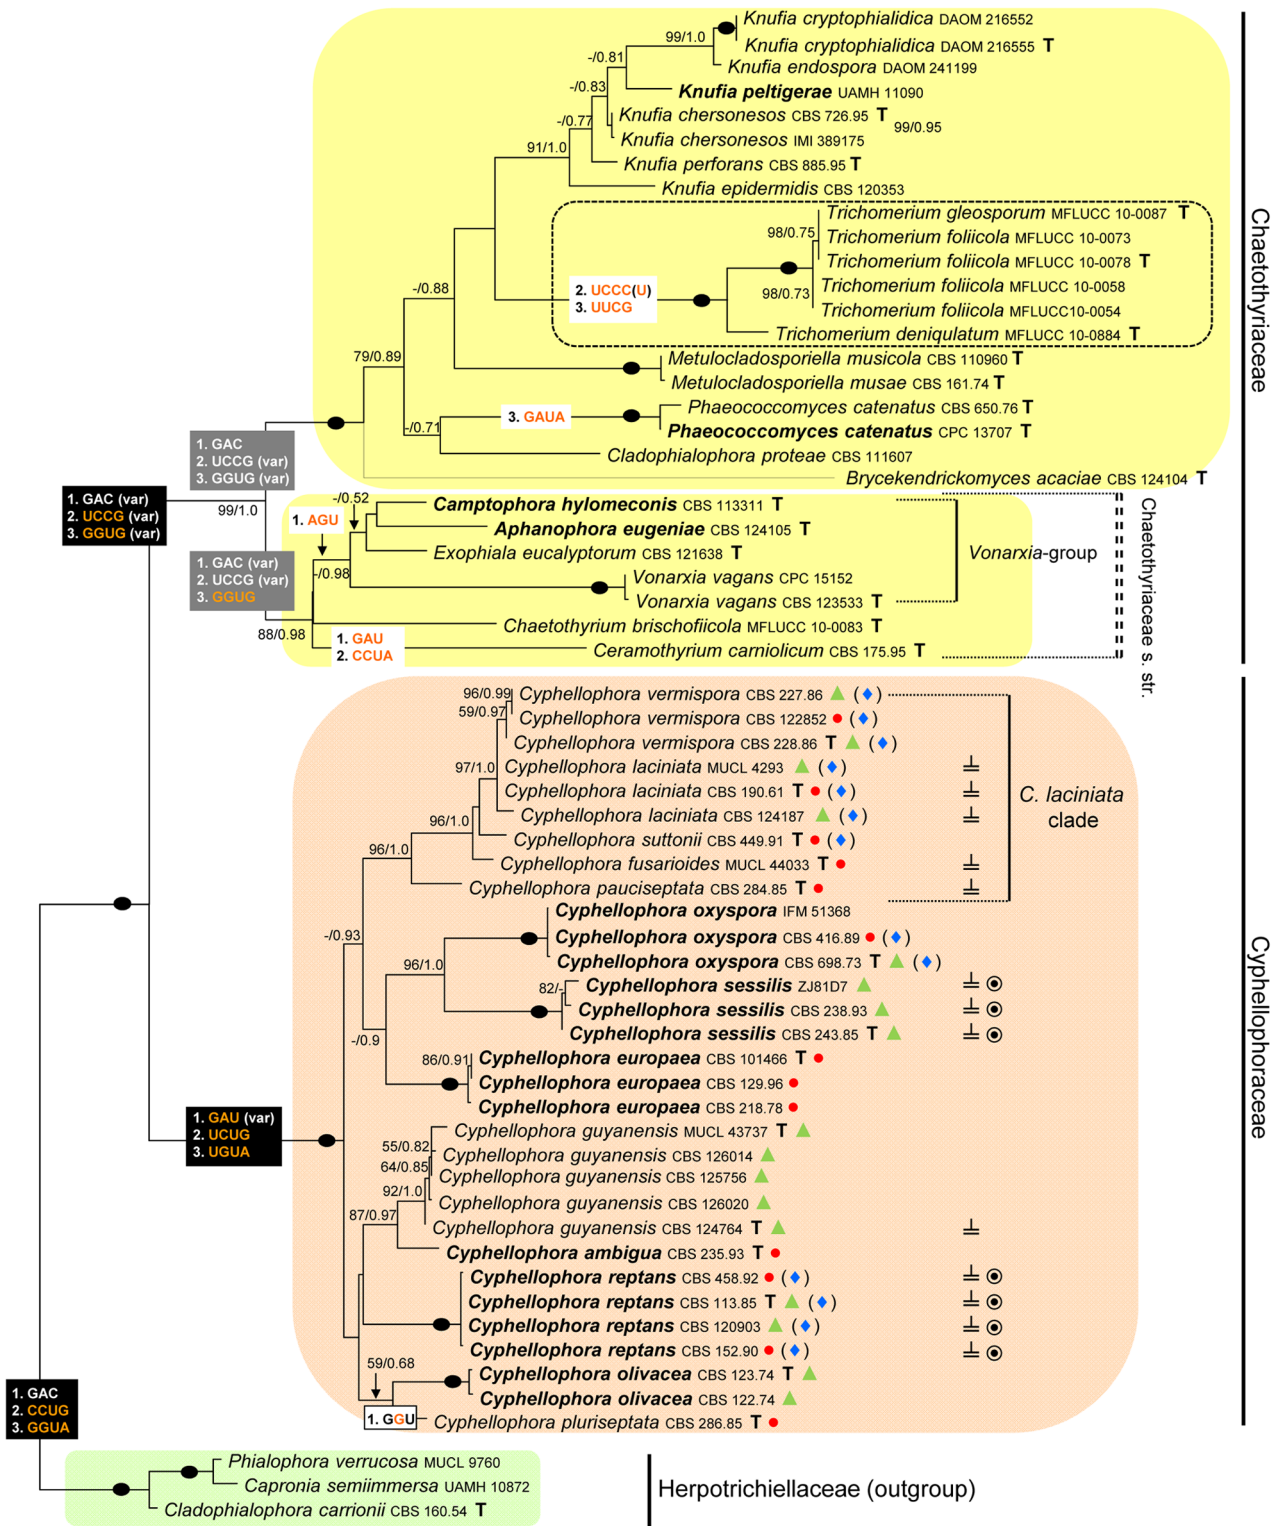 Knufia cryptophialidica DAOM 216552
99/1.0
Knufia cryptophialidica DAOM 216555 T
-/0.81
Knufia endospora DAOM 241199
-/0.83
Knufia peltigerae UAMH 11090
Knufia chersonesos CBS 726.95 T
-/0.77
99/0.95
Knufia chersonesos IMI 389175
91/1.0
Knufia perforans CBS 885.95 T
Knufia epidermidis CBS 120353
Trichomerium gleosporum MFLUCC 10-0087 T
98/0.75
Trichomerium foliicola MFLUCC 10-0073
Trichomerium foliicola MFLUCC 10-0078 T
-/0.88
2. UCCC(U)
3. UUCG
98/0.73
Trichomerium foliicola MFLUCC 10-0058
Trichomerium foliicola MFLUCC10-0054
Trichomerium deniqulatum MFLUCC 10-0884 T
79/0.89
Metulocladosporiella musicola CBS 110960 T
Metulocladosporiella musae CBS 161.74 T
3. GAUA
Phaeococcomyces catenatus CBS 650.76 T
-/0.71
Phaeococcomyces catenatus CPC 13707 T
Cladophialophora proteae CBS 111607
Brycekendrickomyces acaciae CBS 124104 T
Chaetothyriaceae
1. GAC
2. UCCG (var)
3. GGUG (var)
1. GAC (var)
2. UCCG (var)
3. GGUG (var)
99/1.0
-/0.52
Camptophora hylomeconis CBS 113311 T
1. AGU
Aphanophora eugeniae CBS 124105 T
Exophiala eucalyptorum CBS 121638 T
Vonarxia-group
1. GAC (var)
2. UCCG (var)
3. GGUG
-/0.98
Vonarxia vagans CPC 15152
Vonarxia vagans CBS 123533 T
Chaetothyrium brischofiicola MFLUCC 10-0083 T
88/0.98
1. GAU
2. CCUA
Ceramothyrium carniolicum CBS 175.95 T
Chaetothyriaceae s. str.
96/0.99
Cyphellophora vermispora CBS 227.86 ▲ (♦)
59/0.97
Cyphellophora vermispora CBS 122852 ● (♦)
Cyphellophora vermispora CBS 228.86 T ▲ (♦)
97/1.0
Cyphellophora laciniata MUCL 4293 ▲ (♦)
Cyphellophora laciniata CBS 190.61 T ● (♦)
C. laciniata
clade
96/1.0
Cyphellophora laciniata CBS 124187 ▲ (♦)
Cyphellophora suttonii CBS 449.91 T ● (♦)
96/1.0
Cyphellophora fusarioides MUCL 44033 T ●
Cyphellophora pauciseptata CBS 284.85 T ●
Cyphellophora oxyspora IFM 51368
-/0.93
Cyphellophora oxyspora CBS 416.89 ● (♦)
Cyphellophora oxyspora CBS 698.73 T ▲ (♦)
96/1.0
82/-
Cyphellophora sessilis ZJ81D7 ▲
Cyphellophora sessilis CBS 238.93 ▲
Cyphellophora sessilis CBS 243.85 T ▲
-/0.9
86/0.91
Cyphellophora europaea CBS 101466 T ●
Cyphellophora europaea CBS 129.96 ●
Cyphellophora europaea CBS 218.78 ●
Cyphellophoraceae
1. GAU (var)
2. UCUG
3. UGUA
Cyphellophora guyanensis MUCL 43737 T ▲
55/0.82
Cyphellophora guyanensis CBS 126014 ▲
64/0.85
Cyphellophora guyanensis CBS 125756 ▲
92/1.0
Cyphellophora guyanensis CBS 126020 ▲
87/0.97
Cyphellophora guyanensis CBS 124764 T ▲
Cyphellophora ambigua CBS 235.93 T ●
Cyphellophora reptans CBS 458.92 ● (♦)
Cyphellophora reptans CBS 113.85 T ▲ (♦)
Cyphellophora reptans CBS 120903 ▲ (♦)
Cyphellophora reptans CBS 152.90 ● (♦)
59/0.68
Cyphellophora olivacea CBS 123.74 T ▲
Cyphellophora olivacea CBS 122.74 ▲
1. GGU
Cyphellophora pluriseptata CBS 286.85 T ●
1. GAC
2. CCUG
3. GGUA
Phialophora verrucosa MUCL 9760
Capronia semiimmersa UAMH 10872
Cladophialophora carrionii CBS 160.54 T
Herpotrichiellaceae (outgroup)